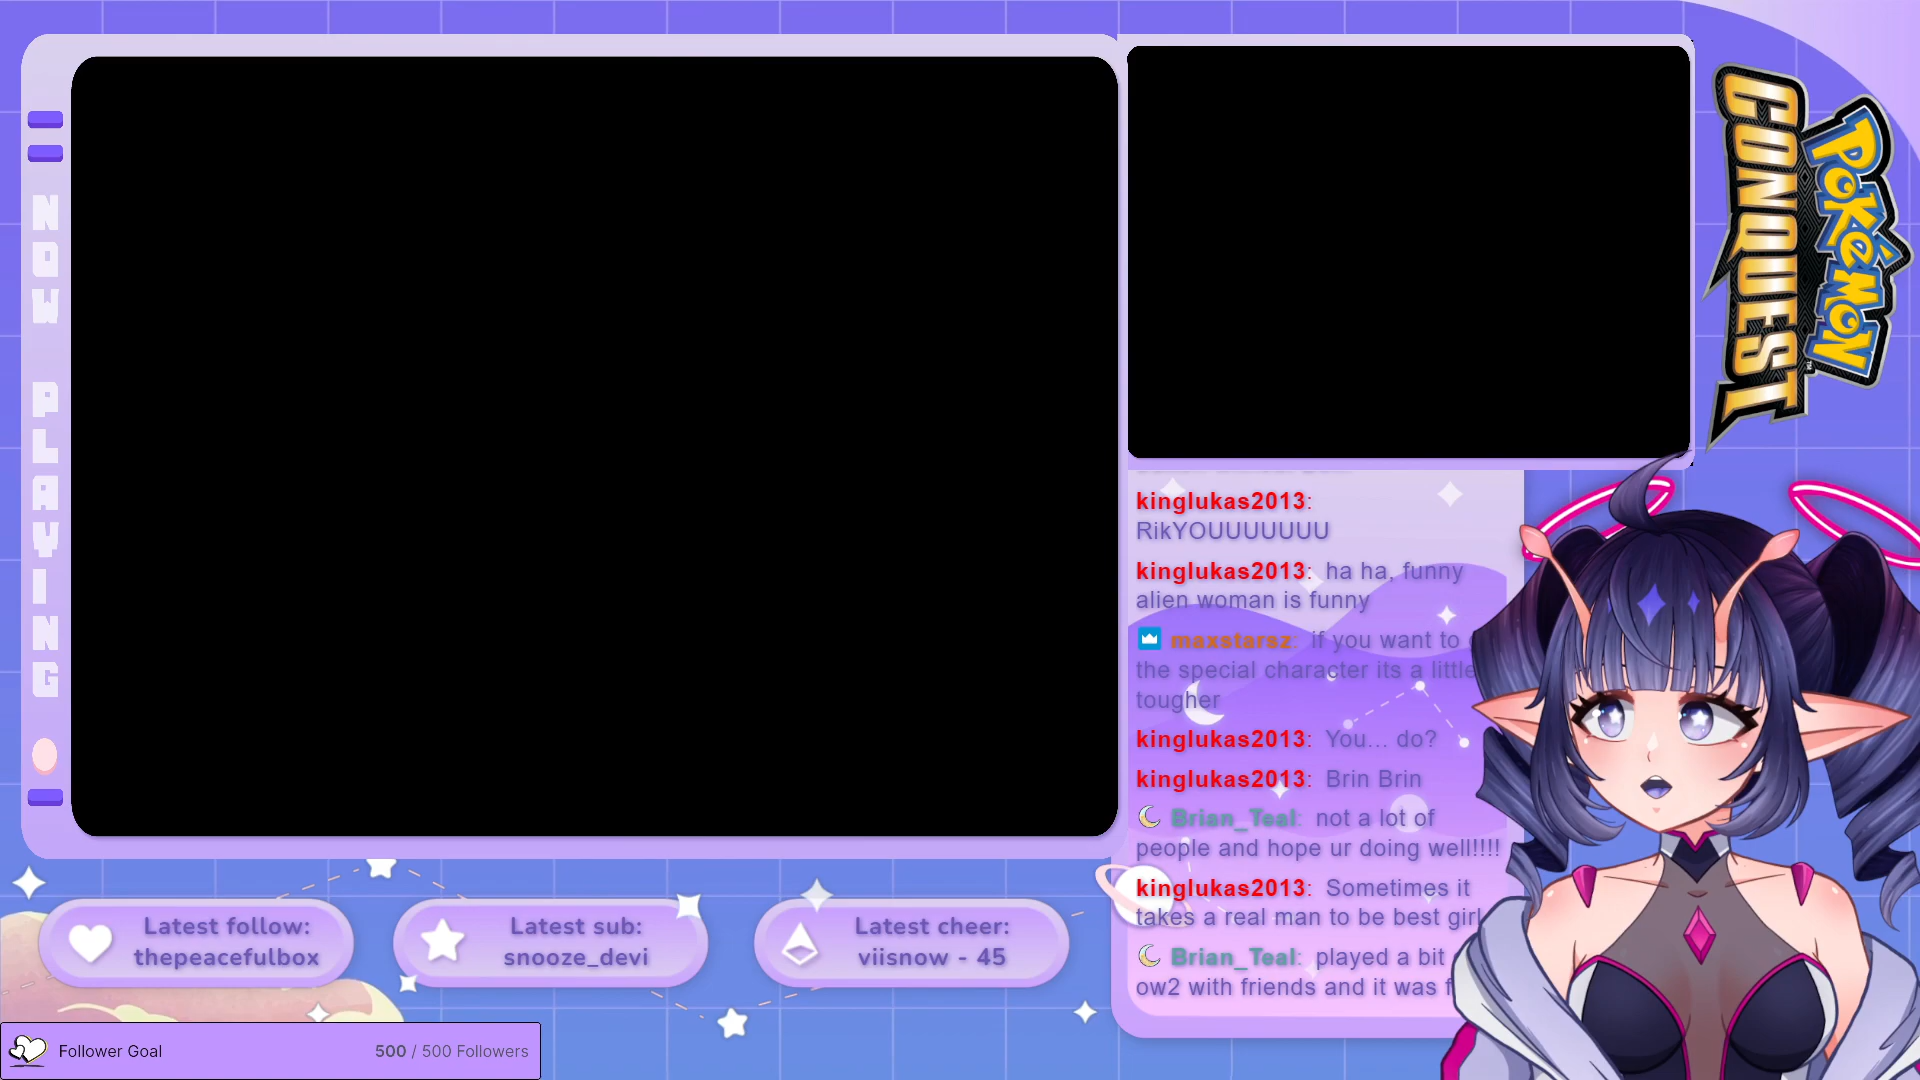 NOW PLAYING
POKéMON
CONQUEST
kinglukas2013:
RikYOUUUUUUU
kinglukas2013: ha ha, funny
alien woman is funny
maxstarsz: if you want to
the special character its a little
tougher
kinglukas2013: You... do?
kinglukas2013: Brin Brin
Brian_Teal: not a lot of
people and hope ur doing well!!!!
kinglukas2013: Sometimes it
takes a real man to be best girl
Brian_Teal: played a bit
ow2 with friends and it was
Latest follow:
thepeacefulbox
Latest sub:
snooze_devi
Latest cheer:
viisnow - 45
Follower Goal
500 / 500 Followers